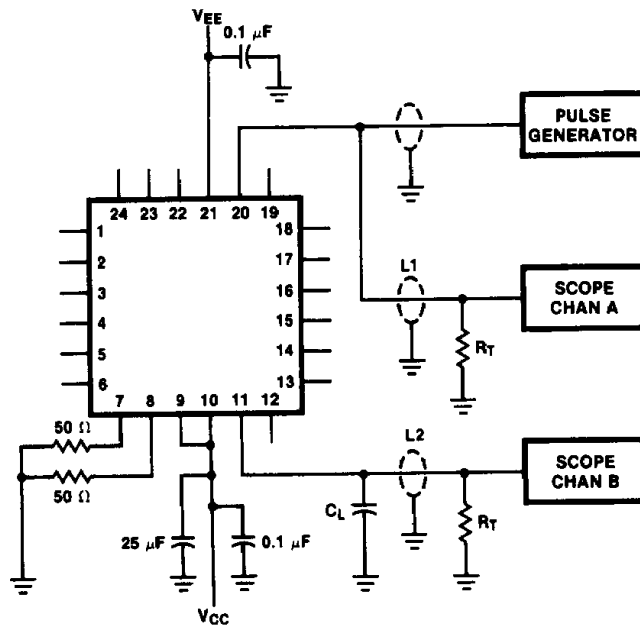 VEE
0.1 μF
PULSE
GENERATOR
24 23 22 21 20 19
1
2
3
4
5
6
18
17
16
15
14
13
7 8 9 10 11 12
L1
SCOPE
CHAN A
RT
50 Ω
50 Ω
L2
SCOPE
CHAN B
CL
RT
25 μF
0.1 μF
VCC